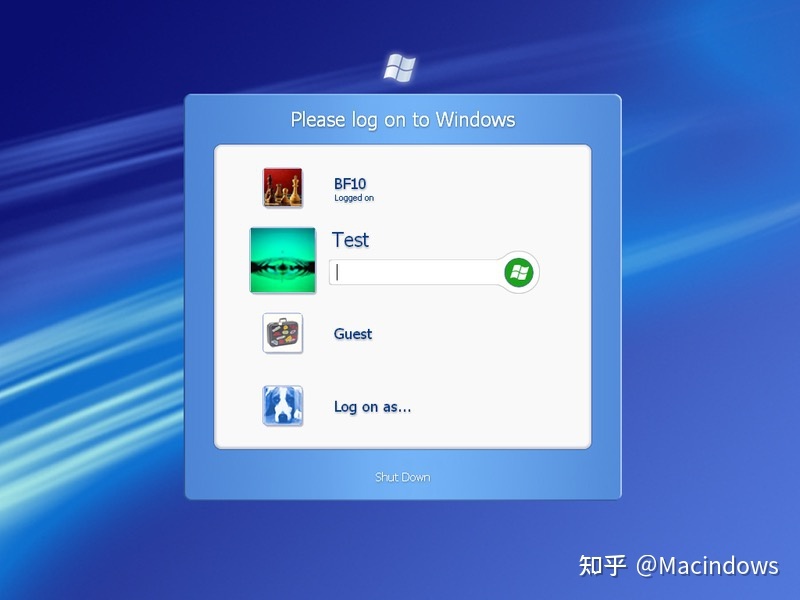 Please log on to Windows
BF10
Logged on
Test
Guest
Log on as...
Shut Down
知乎 @Macindows